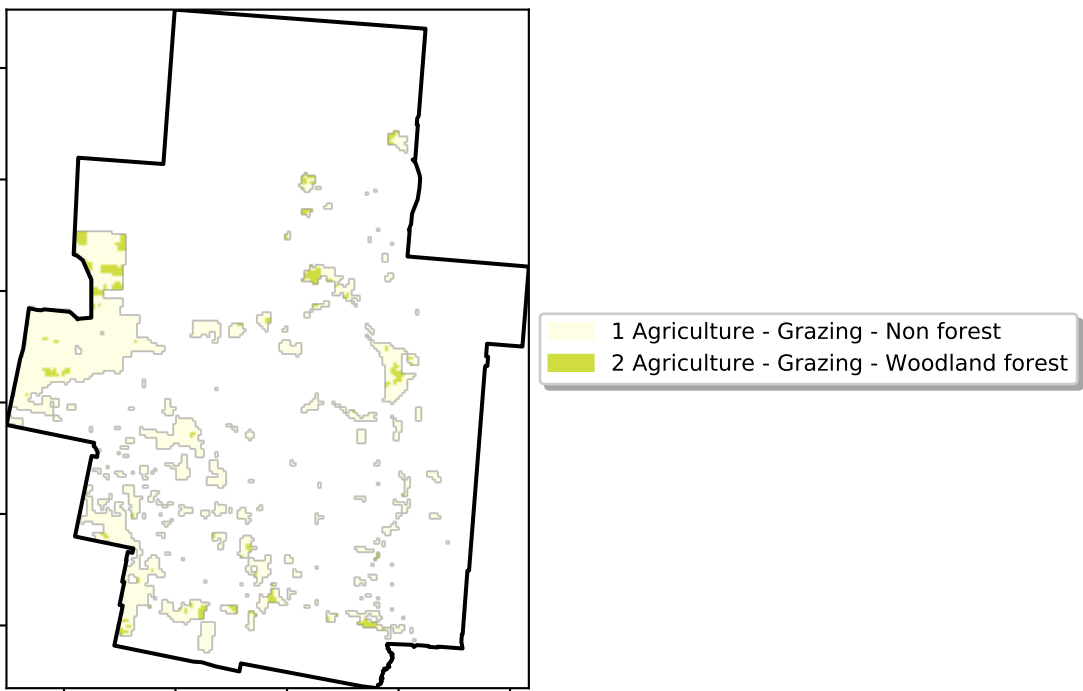 1 Agriculture - Grazing - Non forest
2 Agriculture - Grazing - Woodland forest